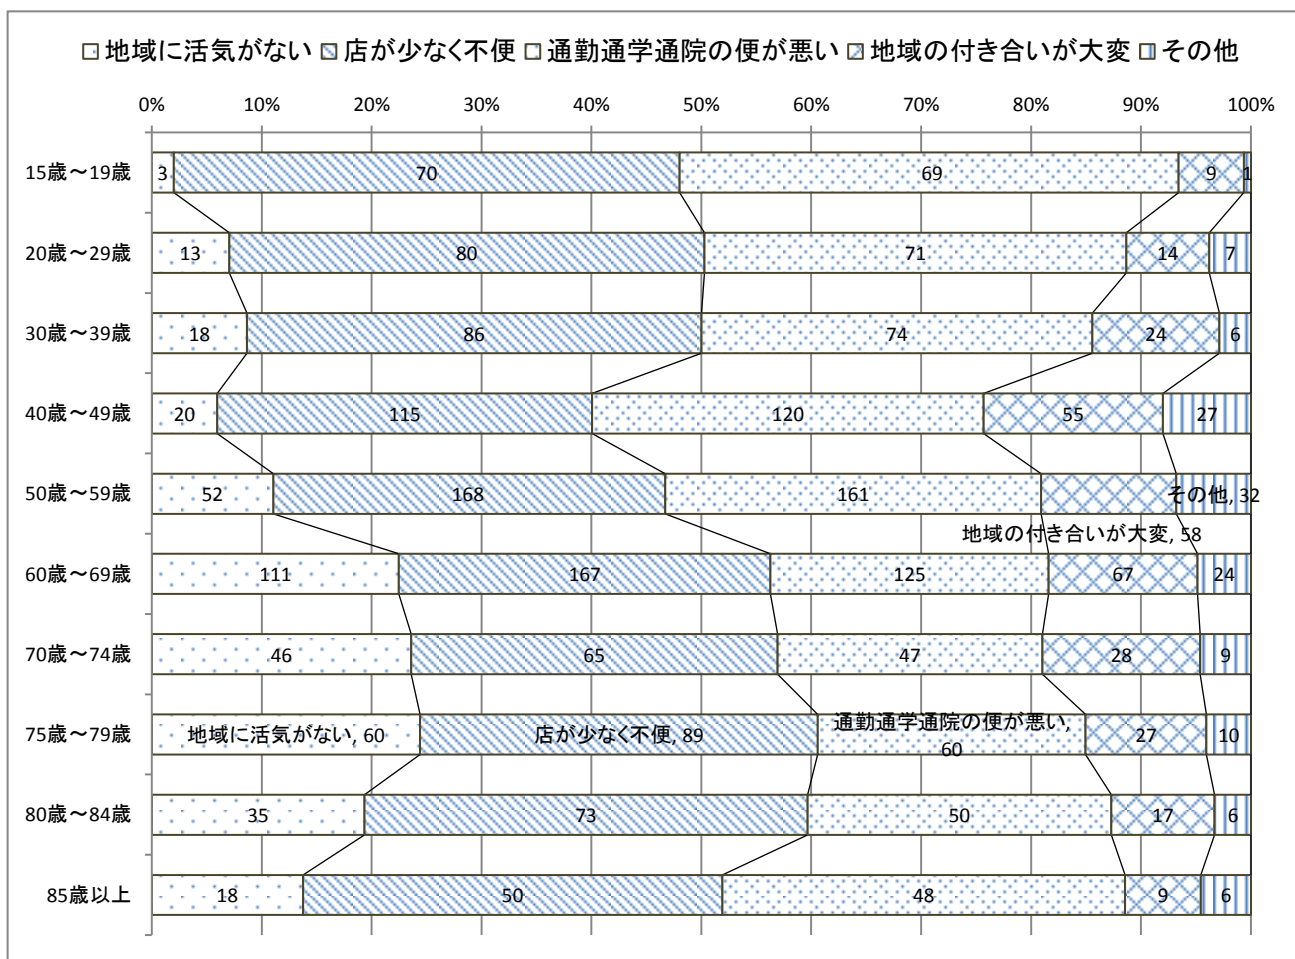 地域に活気がない 店が少なく不便 通勤通学通院の便が悪い 地域の付き合いが大変 その他
0% 10% 20% 30% 40% 50% 60% 70% 80% 90% 100%
15歳～19歳 3 70 69 9 1
20歳～29歳 13 80 71 14 7
30歳～39歳 18 86 74 24 6
40歳～49歳 20 115 120 55 27
50歳～59歳 52 168 161 その他, 32
地域の付き合いが大変, 58
60歳～69歳 111 167 125 67 24
70歳～74歳 46 65 47 28 9
75歳～79歳 地域に活気がない, 60 店が少なく不便, 89 通勤通学通院の便が悪い, 27 10
60
80歳～84歳 35 73 50 17 6
85歳以上 18 50 48 9 6